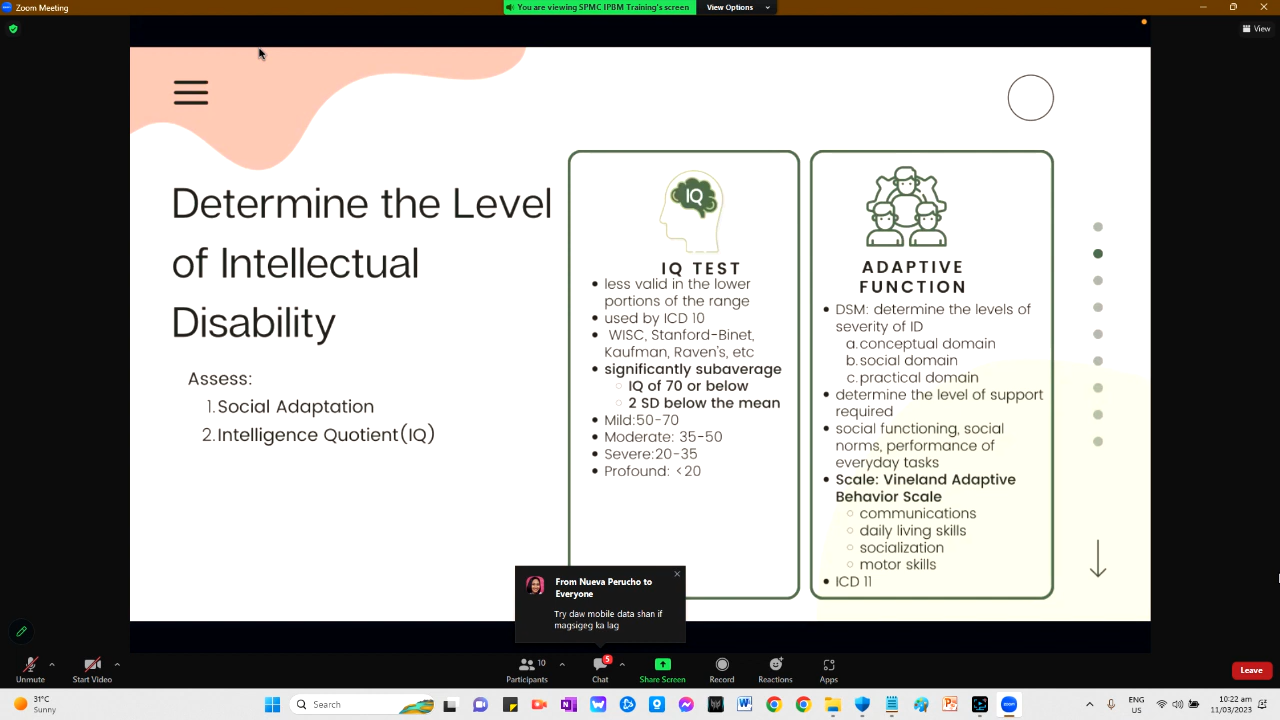 Zoom Meeting
You are viewing SPMC IPBM Training's screen
View Options
View
Determine the Level
of Intellectual
Disability
Assess:
1. Social Adaptation
2. Intelligence Quotient(IQ)
IQ
IQ TEST
less valid in the lower
portions of the range
used by ICD 10
WISC, Stanford-Binet,
Kaufman, Raven's, etc
significantly subaverage
IQ of 70 or below
2 SD below the mean
Mild:50-70
Moderate: 35-50
Severe:20-35
Profound: <20
ADAPTIVE
FUNCTION
DSM: determine the levels of
severity of ID
a. conceptual domain
b. social domain
c. practical domain
determine the level of support
required
social functioning, social
norms, performance of
everyday tasks
Scale: Vineland Adaptive
Behavior Scale
communications
daily living skills
socialization
motor skills
ICD 11
From Nueva Perucho to
Everyone
Try daw mobile data shan if
magsigeg ka lag
Unmute
Start Video
10
Participants
5
Chat
Share Screen
Record
Reactions
Apps
Leave
31°C
Sunny
Search
10:22 am
11/03/2023